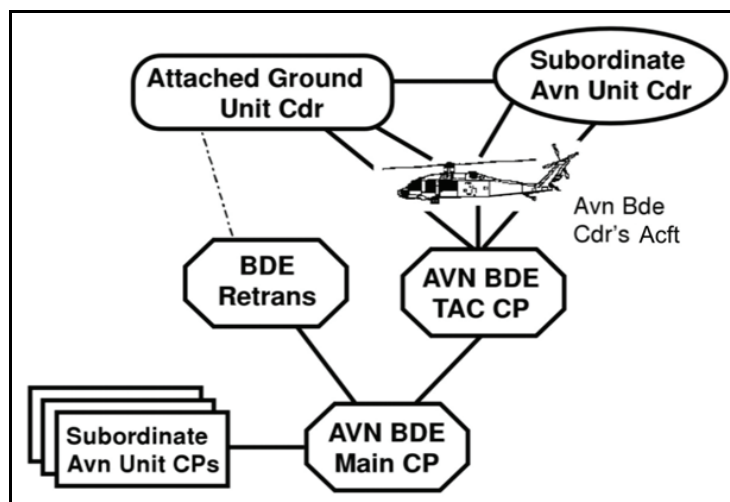 Attached Ground
Unit Cdr
Subordinate
Avn Unit Cdr
Avn Bde
Cdr's Acft
BDE
Retrans
AVN BDE
TAC CP
Subordinate
Avn Unit CPs
AVN BDE
Main CP